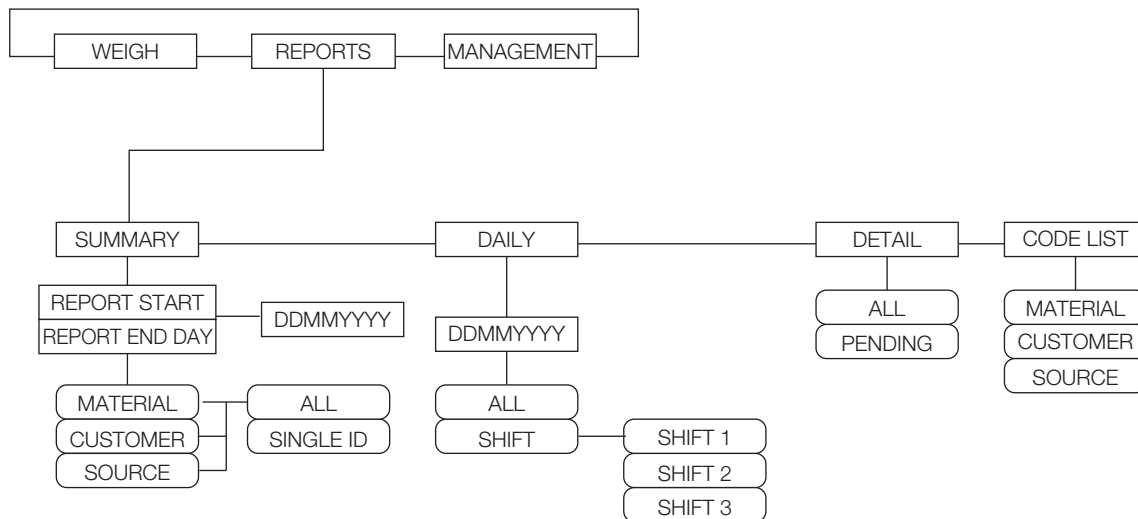 WEIGH
REPORTS
MANAGEMENT
SUMMARY
DAILY
DETAIL
CODE LIST
REPORT START
REPORT END DAY
DDMMYYYY
DDMMYYYY
ALL
PENDING
MATERIAL
CUSTOMER
SOURCE
MATERIAL
CUSTOMER
SOURCE
ALL
SINGLE ID
ALL
SHIFT
SHIFT 1
SHIFT 2
SHIFT 3